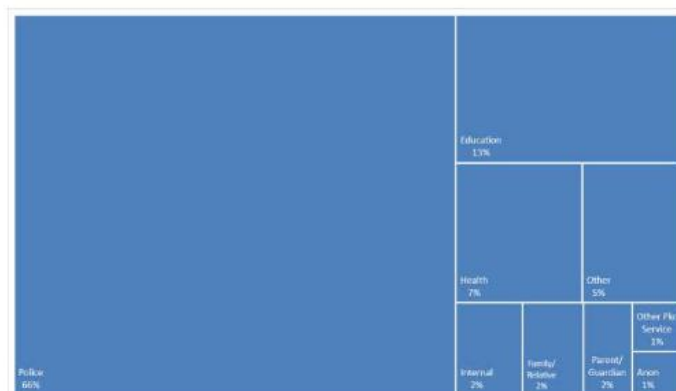 Education
13%
Health
7%
Other
5%
Other
Service
1%
Police
66%
Internal
2%
Family/
Relative
2%
Parent/
Guardian
2%
Anon
1%